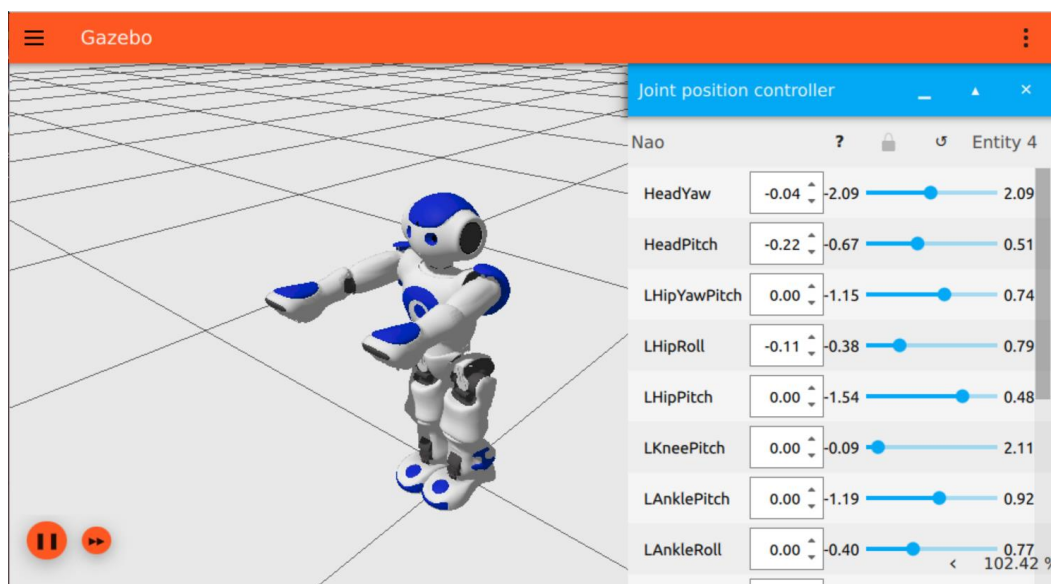 Gazebo
Joint position controller
Nao ? Entity 4
HeadYaw -0.04 -2.09 2.09
HeadPitch -0.22 -0.67 0.51
LHipYawPitch 0.00 -1.15 0.74
LHipRoll -0.11 -0.38 0.79
LHipPitch 0.00 -1.54 0.48
LKneePitch 0.00 -0.09 2.11
LAnklePitch 0.00 -1.19 0.92
LAnkleRoll 0.00 -0.40 0.77
102.42 %